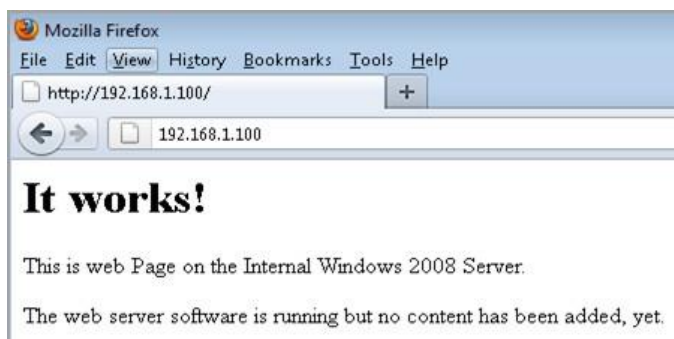 Mozilla Firefox
File Edit View History Bookmarks Tools Help
http://192.168.1.100/ +
192.168.1.100
It works!
This is web Page on the Internal Windows 2008 Server.
The web server software is running but no content has been added, yet.